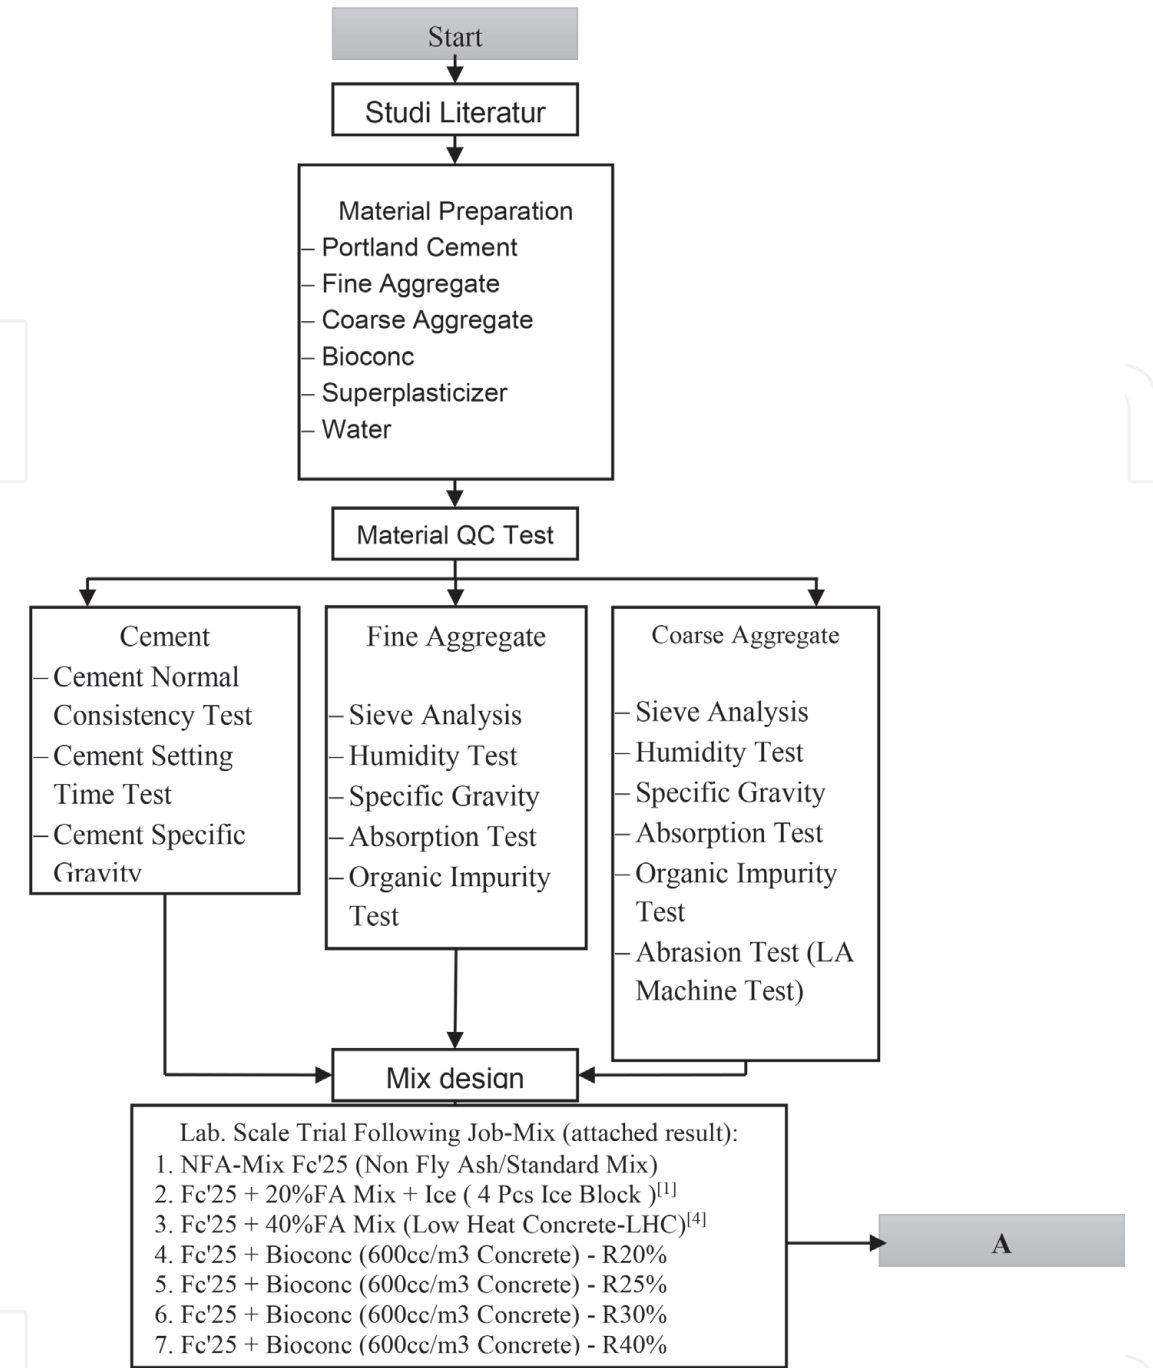 Start
Studi Literatur
Material Preparation
– Portland Cement
– Fine Aggregate
– Coarse Aggregate
– Bioconc
– Superplasticizer
– Water
Material QC Test
Cement
– Cement Normal
Consistency Test
– Cement Setting
Time Test
– Cement Specific
Gravity
Fine Aggregate
– Sieve Analysis
– Humidity Test
– Specific Gravity
– Absorption Test
– Organic Impurity
Test
Coarse Aggregate
– Sieve Analysis
– Humidity Test
– Specific Gravity
– Absorption Test
– Organic Impurity
Test
– Abrasion Test (LA
Machine Test)
Mix design
Lab. Scale Trial Following Job-Mix (attached result):
1. NFA-Mix Fc'25 (Non Fly Ash/Standard Mix)
2. Fc'25 + 20%FA Mix + Ice ( 4 Pcs Ice Block )[1]
3. Fc'25 + 40%FA Mix (Low Heat Concrete-LHC)[4]
4. Fc'25 + Bioconc (600cc/m3 Concrete) - R20%
5. Fc'25 + Bioconc (600cc/m3 Concrete) - R25%
6. Fc'25 + Bioconc (600cc/m3 Concrete) - R30%
7. Fc'25 + Bioconc (600cc/m3 Concrete) - R40%
A